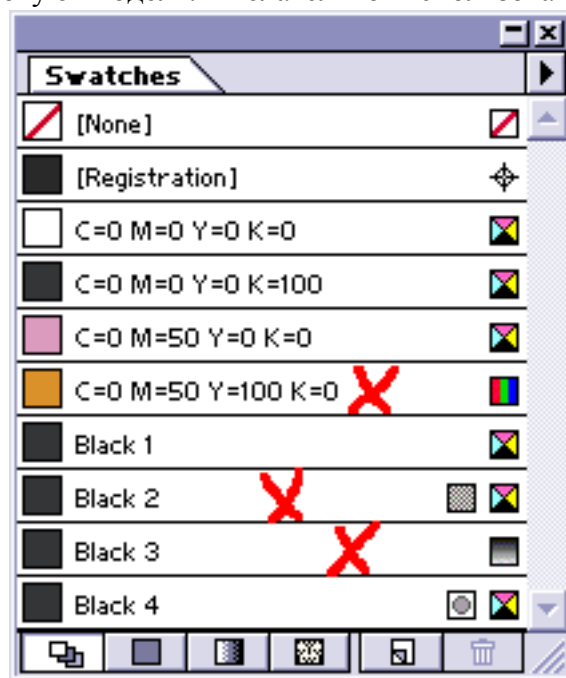 Swatches
[None]
[Registration]
C=0 M=0 Y=0 K=0
C=0 M=0 Y=0 K=100
C=0 M=50 Y=0 K=0
C=0 M=50 Y=100 K=0
Black 1
Black 2
Black 3
Black 4